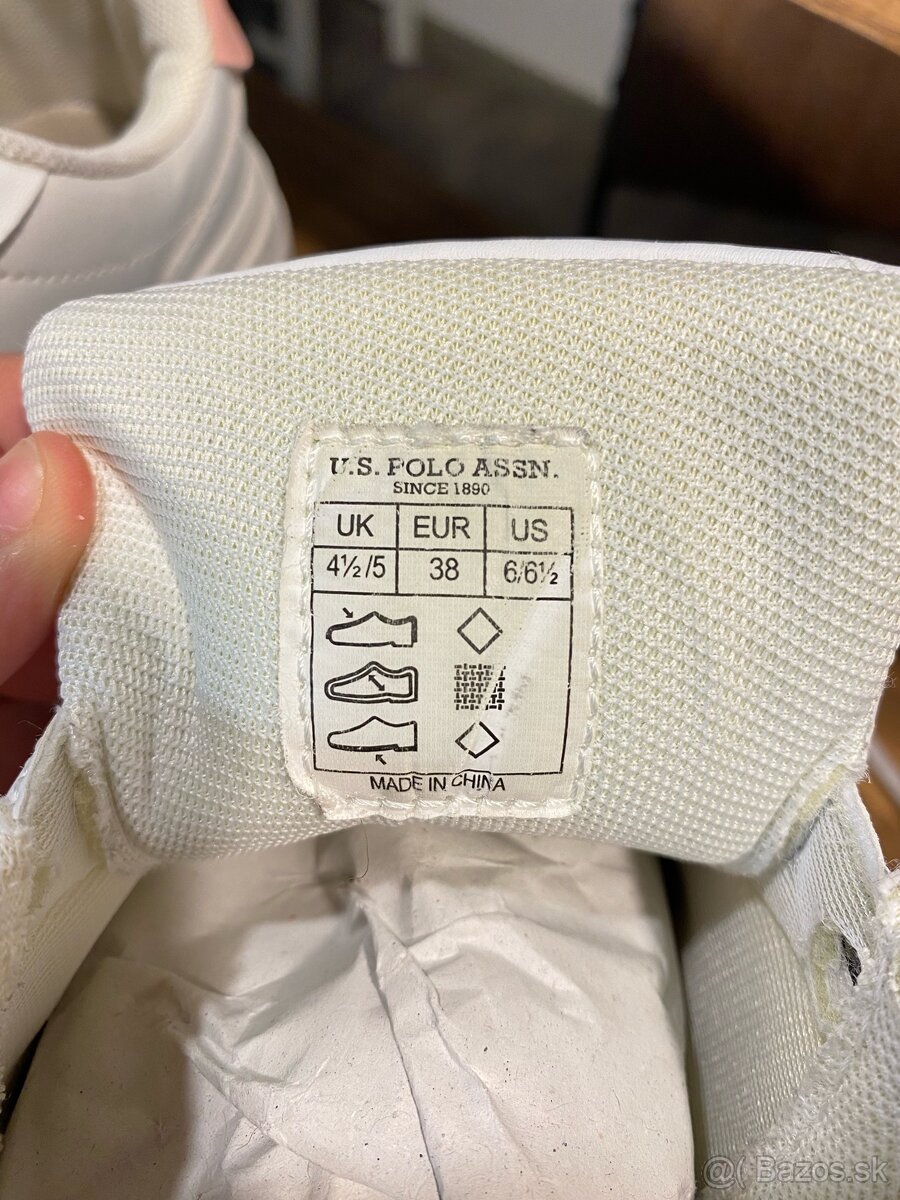 U.S. POLO ASSN.
SINCE 1890
UK EUR US
4½/5 38 6/6½
MADE IN CHINA
@( Bazos.sk